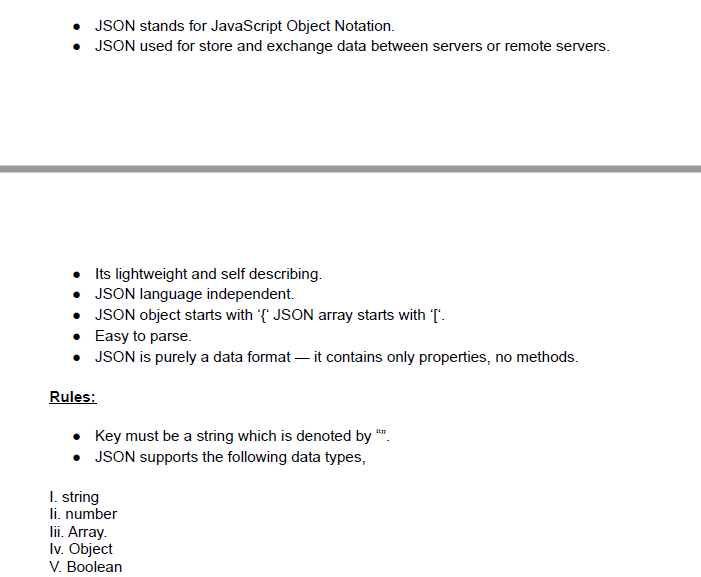 ● JSON stands for JavaScript Object Notation.
● JSON used for store and exchange data between servers or remote servers.
● Its lightweight and self describing.
● JSON language independent.
● JSON object starts with ‘{‘ JSON array starts with ‘[‘.
● Easy to parse.
● JSON is purely a data format — it contains only properties, no methods.
Rules:
● Key must be a string which is denoted by “”.
● JSON supports the following data types,
I. string
Ii. number
Iii. Array.
Iv. Object
V. Boolean